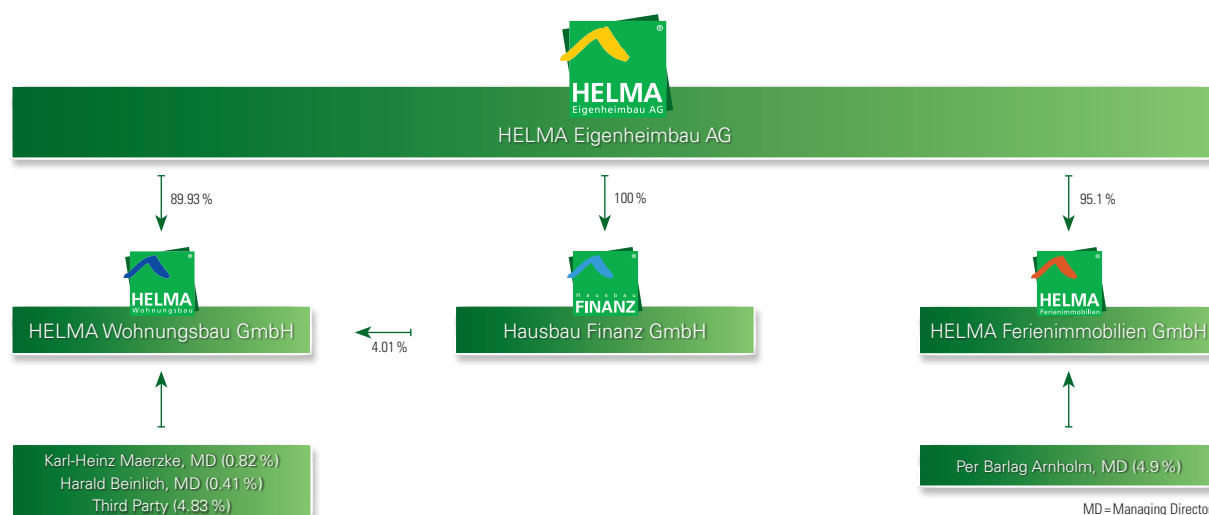 ®
HELMA
Eigenheimbau AG
HELMA Eigenheimbau AG
89.93 %
100 %
95.1 %
®
HELMA
Wohnungsbau
HELMA Wohnungsbau GmbH
4.01 %
®
Hausbau
FINANZ
Hausbau Finanz GmbH
®
HELMA
Ferienimmobilien
HELMA Ferienimmobilien GmbH
Karl-Heinz Maerzke, MD (0.82 %)
Harald Beinlich, MD (0.41 %)
Third Party (4.83 %)
Per Barlag Arnholm, MD (4.9 %)
MD = Managing Director